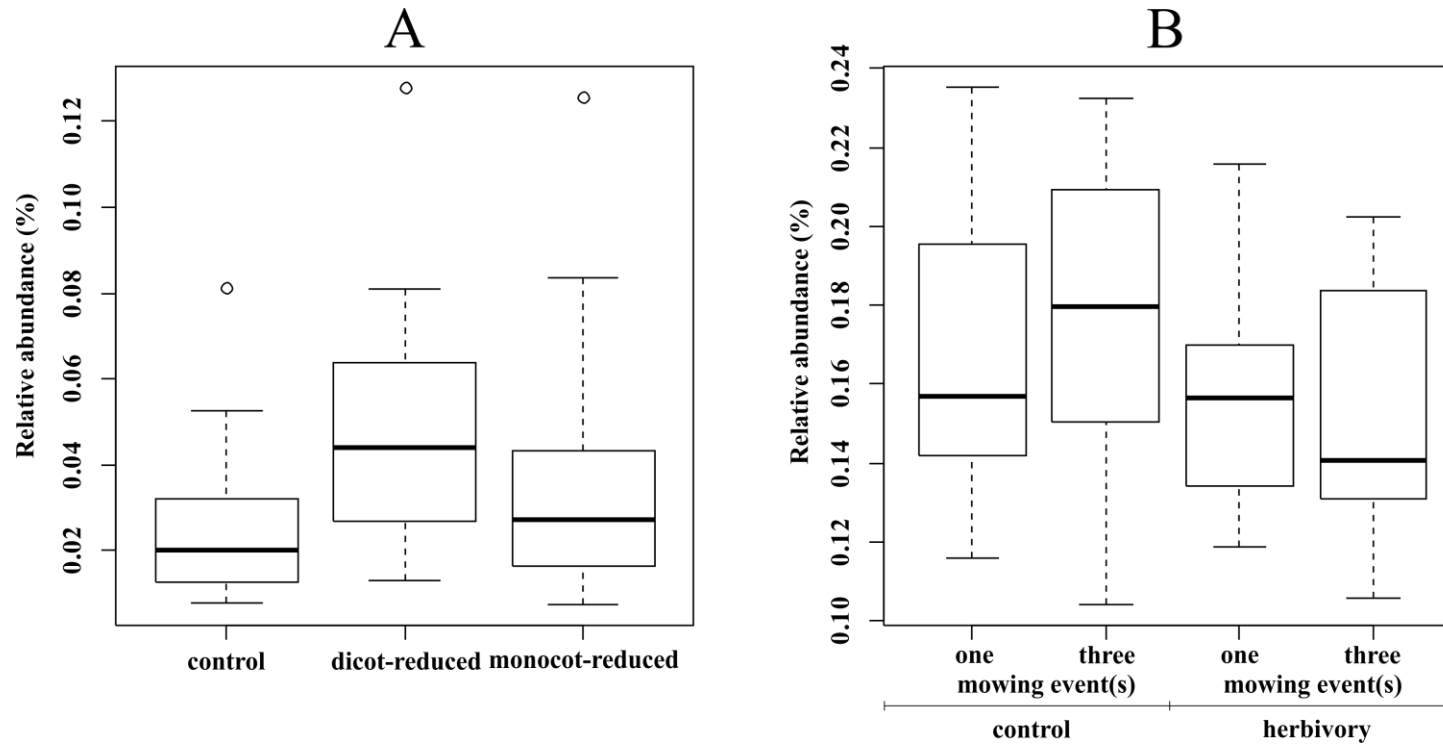 A
Relative abundance (%)
0.12
0.10
0.08
0.06
0.04
0.02
control dicot-reduced monocot-reduced
B
Relative abundance (%)
0.24
0.22
0.20
0.18
0.16
0.14
0.12
0.10
one three one three
mowing event(s) mowing event(s)
control herbivory